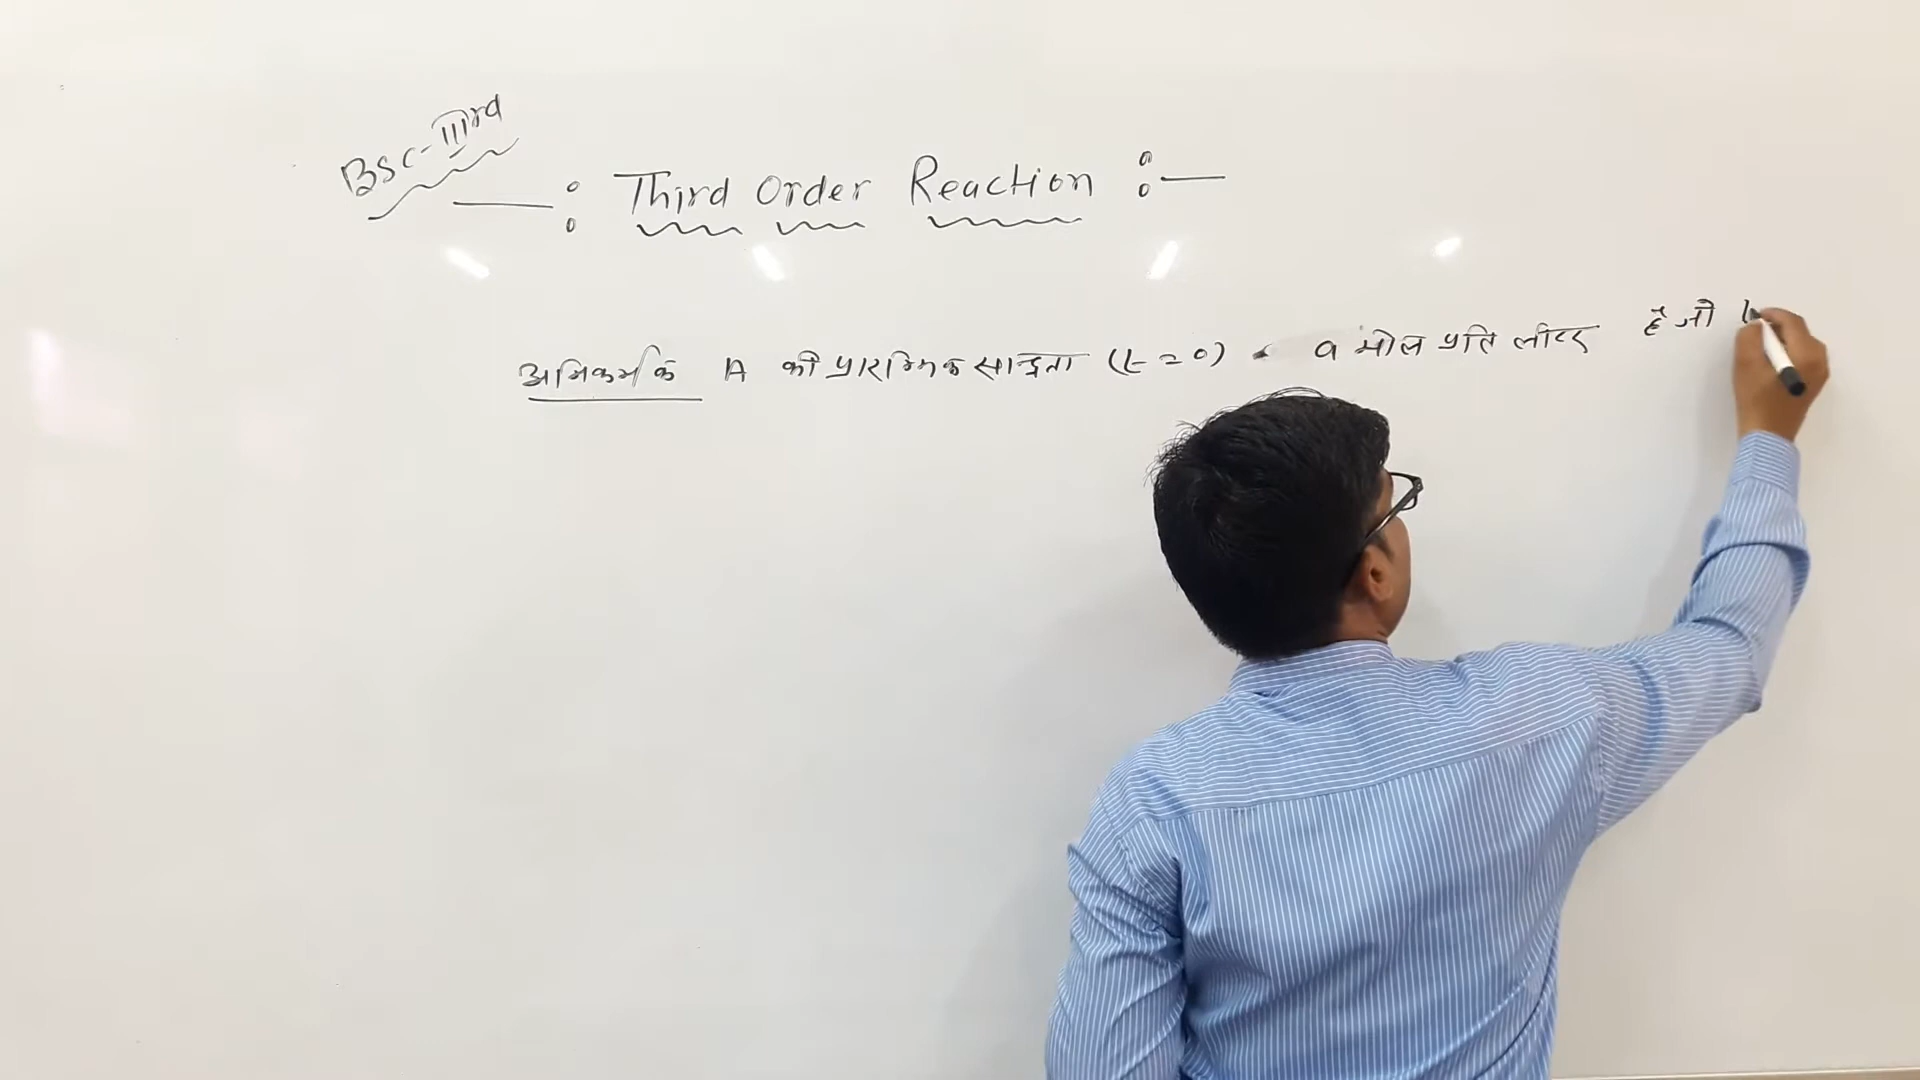 BSC-IIIrd
—: Third Order Reaction :—
अभिकर्मक A की प्रारम्भिक सान्द्रता (t=0) a मोल प्रति लीटर है जो